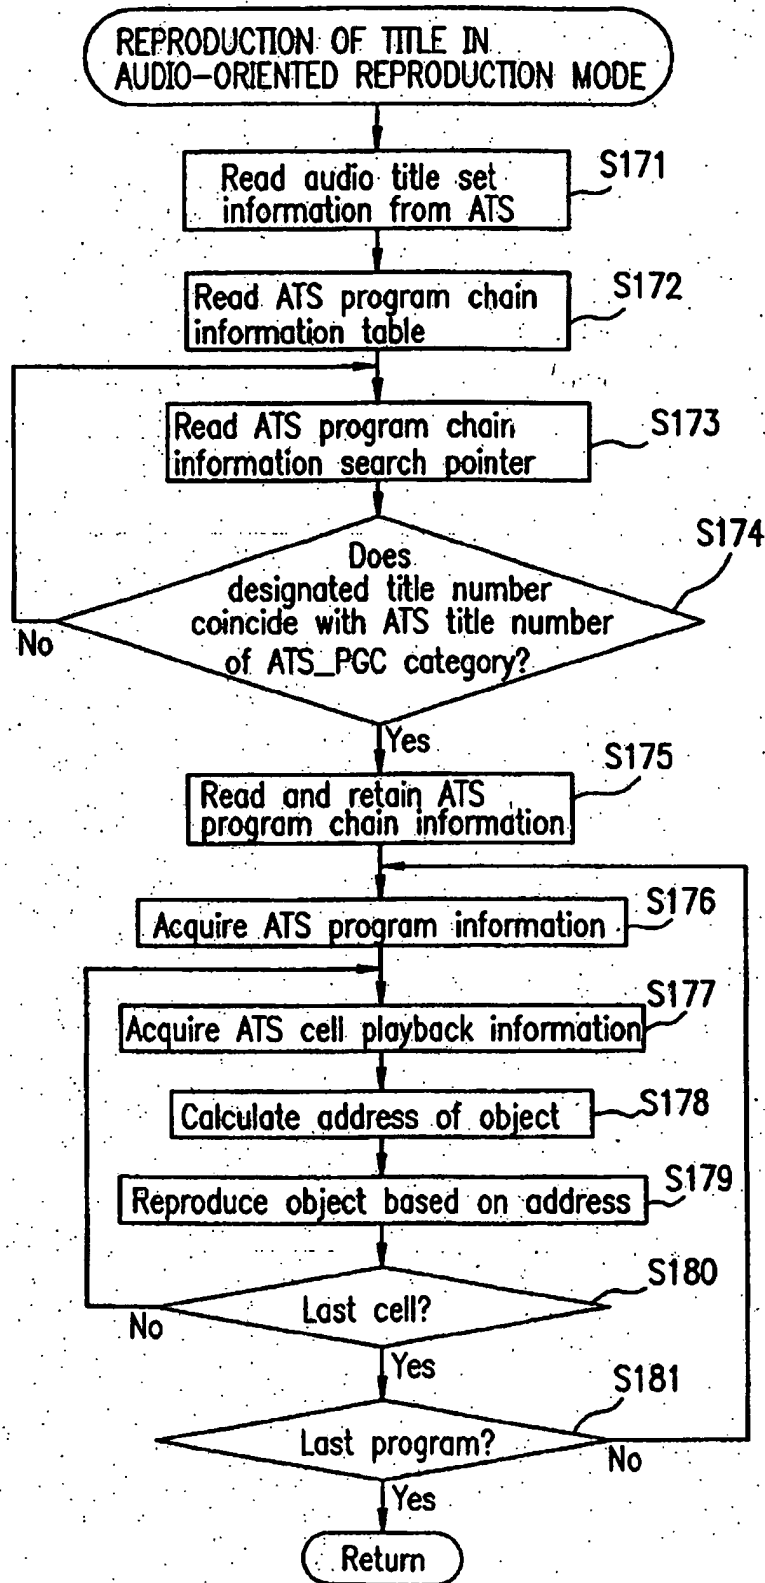 REPRODUCTION OF TITLE IN
AUDIO-ORIENTED REPRODUCTION MODE
Read audio title set
information from ATS
S171
Read ATS program chain
information table
S172
Read ATS program chain
information search pointer
S173
Does
designated title number
coincide with ATS title number
of ATS_PGC category?
S174
No
Yes
Read and retain ATS
program chain information
S175
Acquire ATS program information
S176
Acquire ATS cell playback information
S177
Calculate address of object
S178
Reproduce object based on address
S179
Last cell?
S180
No
Yes
Last program?
S181
No
Yes
Return